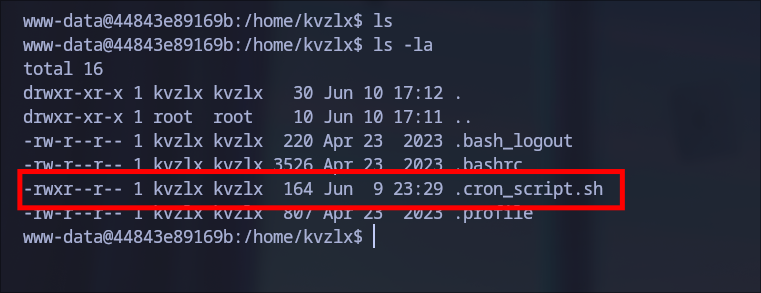 www-data@44843e89169b:/home/kvzlx$ ls
www-data@44843e89169b:/home/kvzlx$ ls -la
total 16
drwxr-xr-x 1 kvzlx kvzlx   30 Jun 10 17:12 .
drwxr-xr-x 1 root  root    10 Jun 10 17:11 ..
-rw-r--r-- 1 kvzlx kvzlx  220 Apr 23  2023 .bash_logout
-rw-r--r-- 1 kvzlx kvzlx 3526 Apr 23  2023 .bashrc
-rwxr--r-- 1 kvzlx kvzlx  164 Jun  9 23:29 .cron_script.sh
-rw-r--r-- 1 kvzlx kvzlx  807 Apr 23  2023 .profile
www-data@44843e89169b:/home/kvzlx$